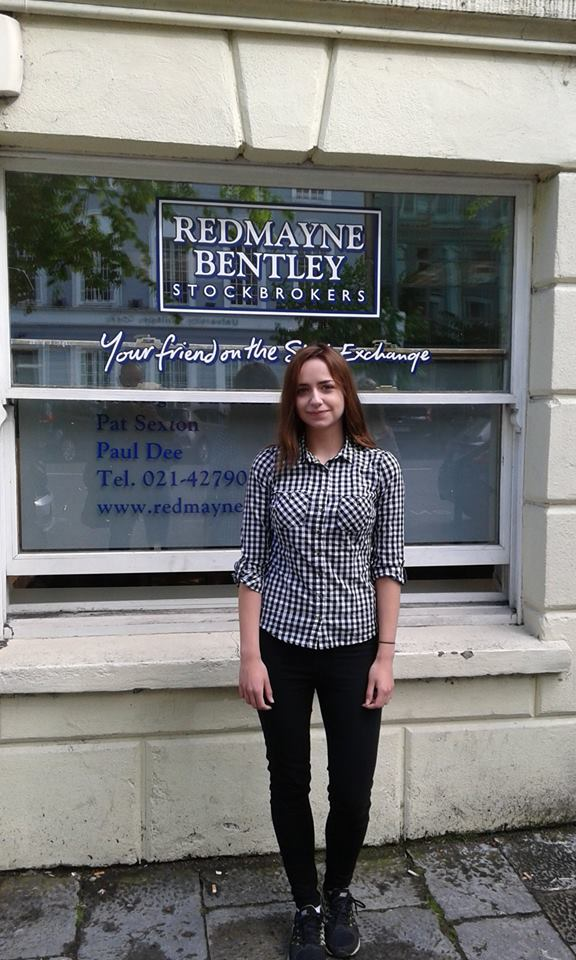 REDMAYNE
BENTLEY
STOCKBROKERS
Your friend on the Exchange
Pat Sexton
Paul Dee
Tel. 021-42790
www.redmayne